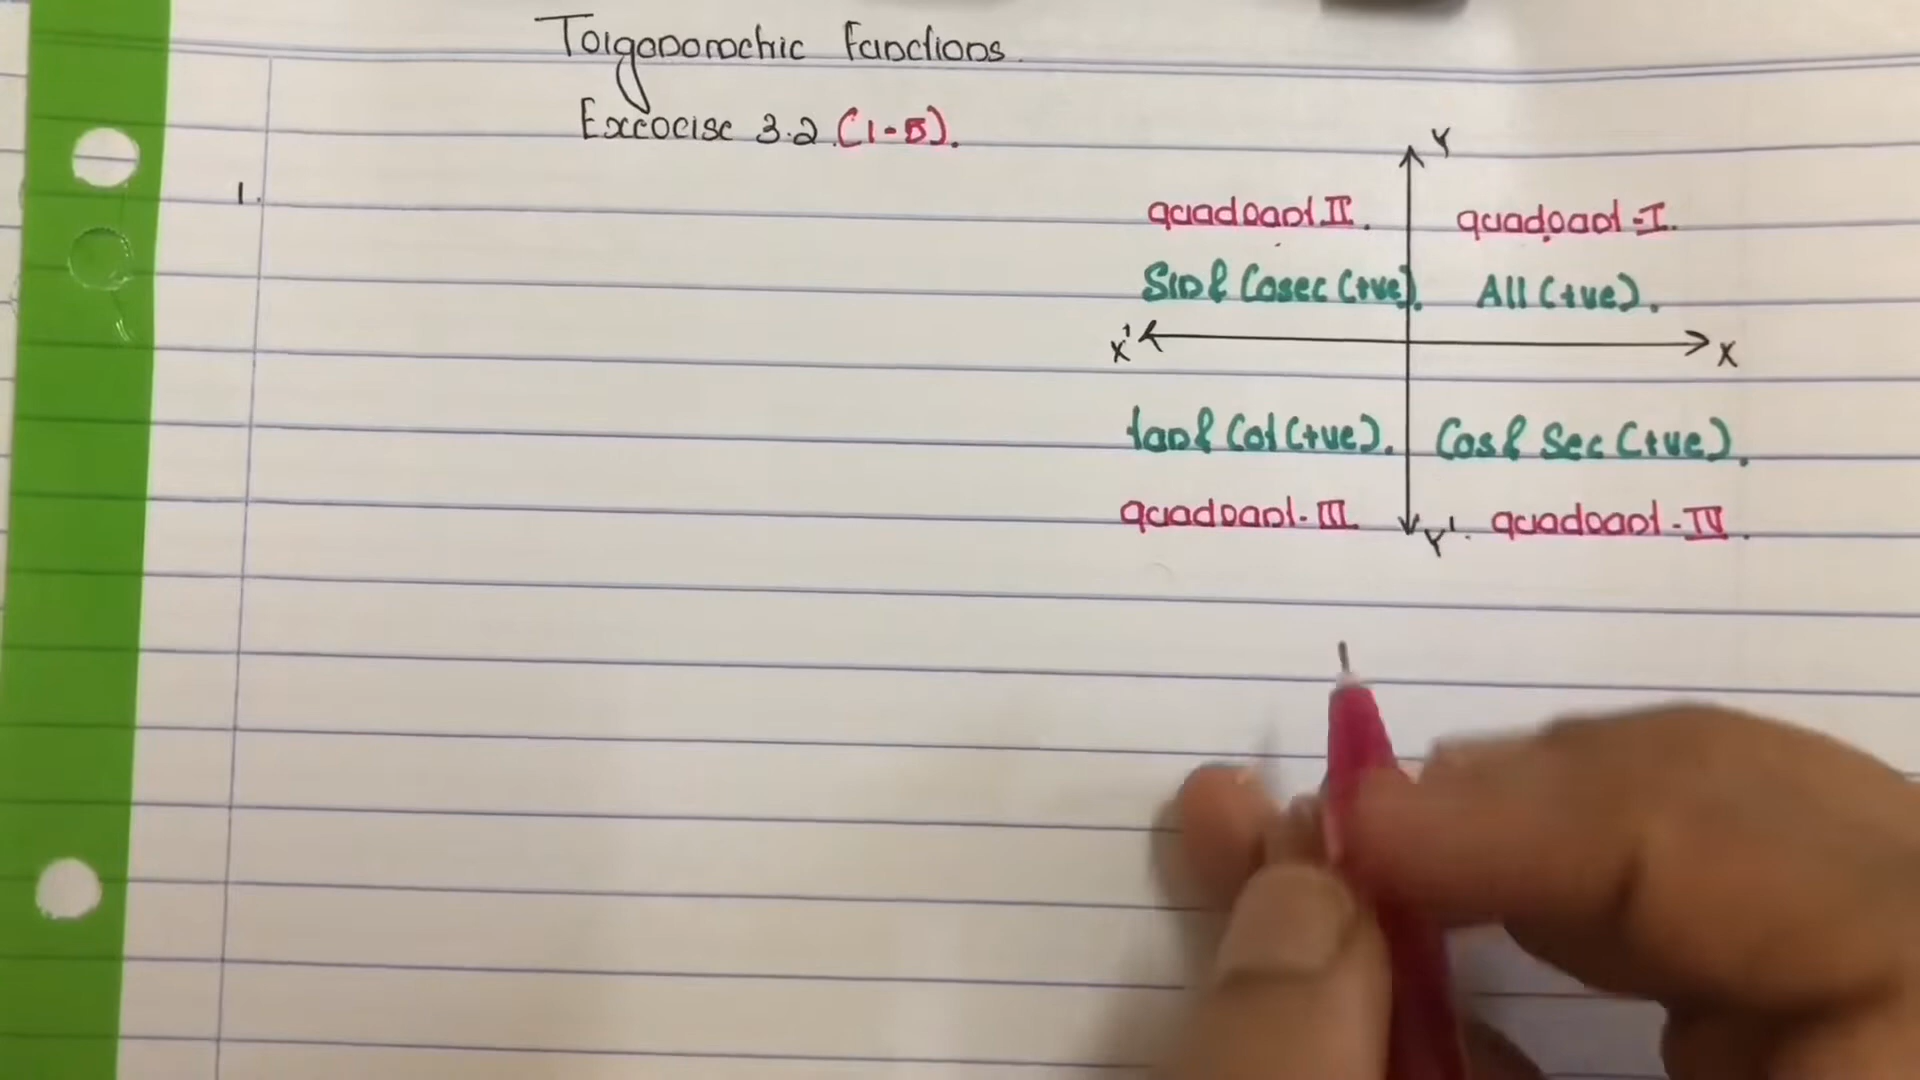 Trigonometric Functions.
Exercise 3.2 (1-5).
1.
Y
quadrant II.
quadrant - I.
Sin & Cosec (+ve).
All (+ve).
X'
X
tan & Cot (+ve).
Cos & Sec (+ve).
quadrant - III.
Y'.
quadrant - IV.